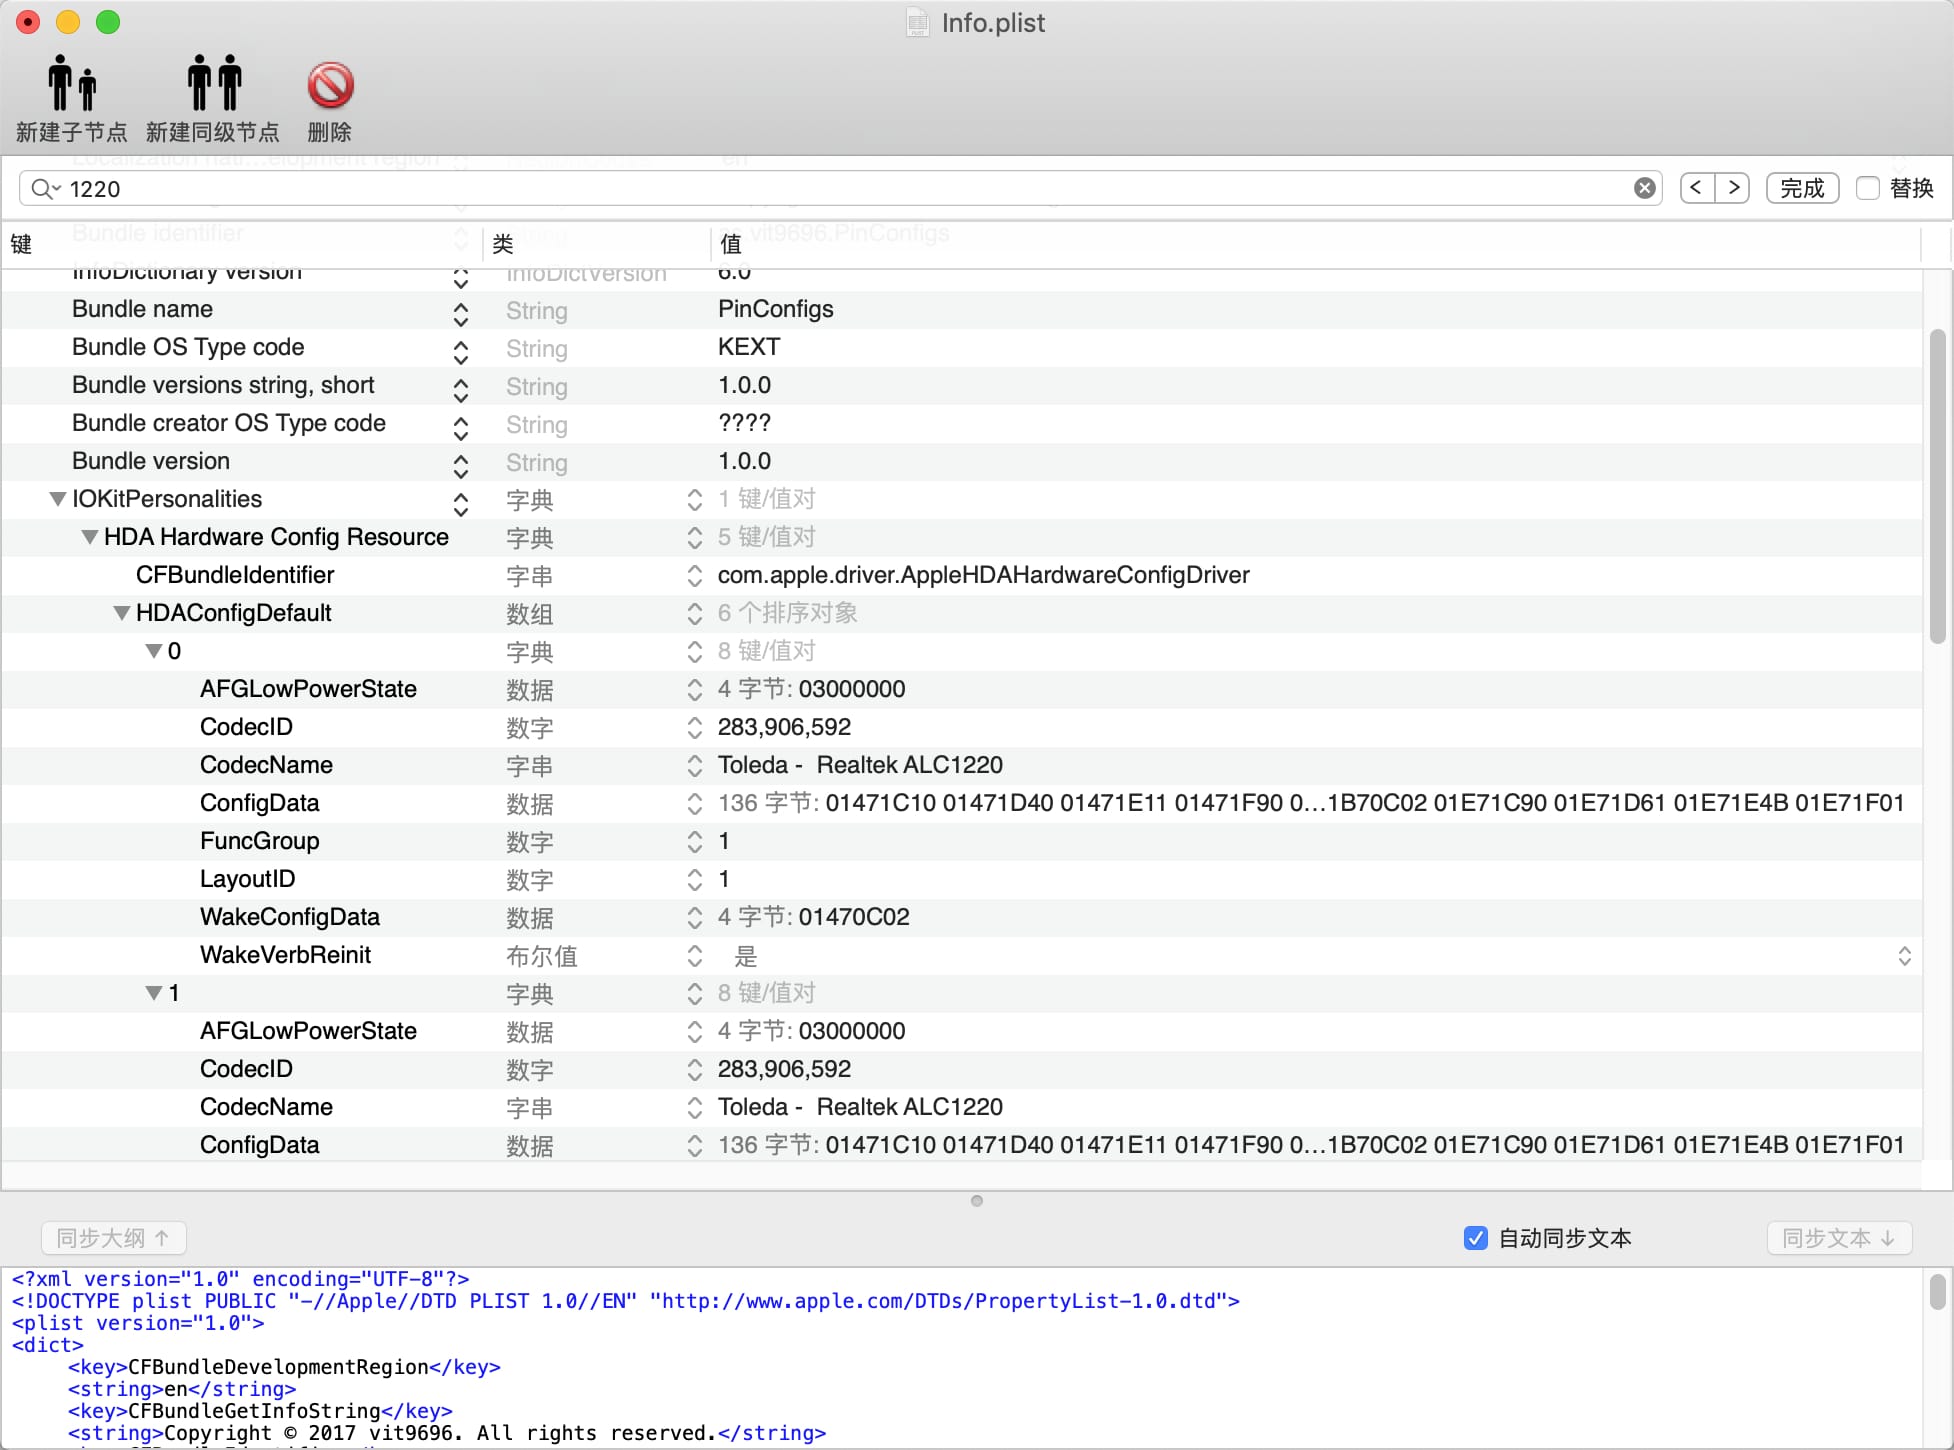 Info.plist
新建子节点 新建同级节点 删除
Localization nati...elopment region en
1220 完成 替换
Bundle identifier String as.vit9696.PinConfigs
键 类 值
InfoDictionary version InfoDictVersion 6.0
Bundle name String PinConfigs
Bundle OS Type code String KEXT
Bundle versions string, short String 1.0.0
Bundle creator OS Type code String ????
Bundle version String 1.0.0
IOKitPersonalities 字典 1 键/值对
HDA Hardware Config Resource 字典 5 键/值对
CFBundleIdentifier 字串 com.apple.driver.AppleHDAHardwareConfigDriver
HDAConfigDefault 数组 6 个排序对象
0 字典 8 键/值对
AFGLowPowerState 数据 4 字节: 03000000
CodecID 数字 283,906,592
CodecName 字串 Toleda - Realtek ALC1220
ConfigData 数据 136 字节: 01471C10 01471D40 01471E11 01471F90 0...1B70C02 01E71C90 01E71D61 01E71E4B 01E71F01
FuncGroup 数字 1
LayoutID 数字 1
WakeConfigData 数据 4 字节: 01470C02
WakeVerbReinit 布尔值 是
1 字典 8 键/值对
AFGLowPowerState 数据 4 字节: 03000000
CodecID 数字 283,906,592
CodecName 字串 Toleda - Realtek ALC1220
ConfigData 数据 136 字节: 01471C10 01471D40 01471E11 01471F90 0...1B70C02 01E71C90 01E71D61 01E71E4B 01E71F01
同步大纲 ↑ 自动同步文本 同步文本 ↓
<?xml version="1.0" encoding="UTF-8"?>
<!DOCTYPE plist PUBLIC "-//Apple//DTD PLIST 1.0//EN" "http://www.apple.com/DTDs/PropertyList-1.0.dtd">
<plist version="1.0">
<dict>
<key>CFBundleDevelopmentRegion</key>
<string>en</string>
<key>CFBundleGetInfoString</key>
<string>Copyright © 2017 vit9696. All rights reserved.</string>